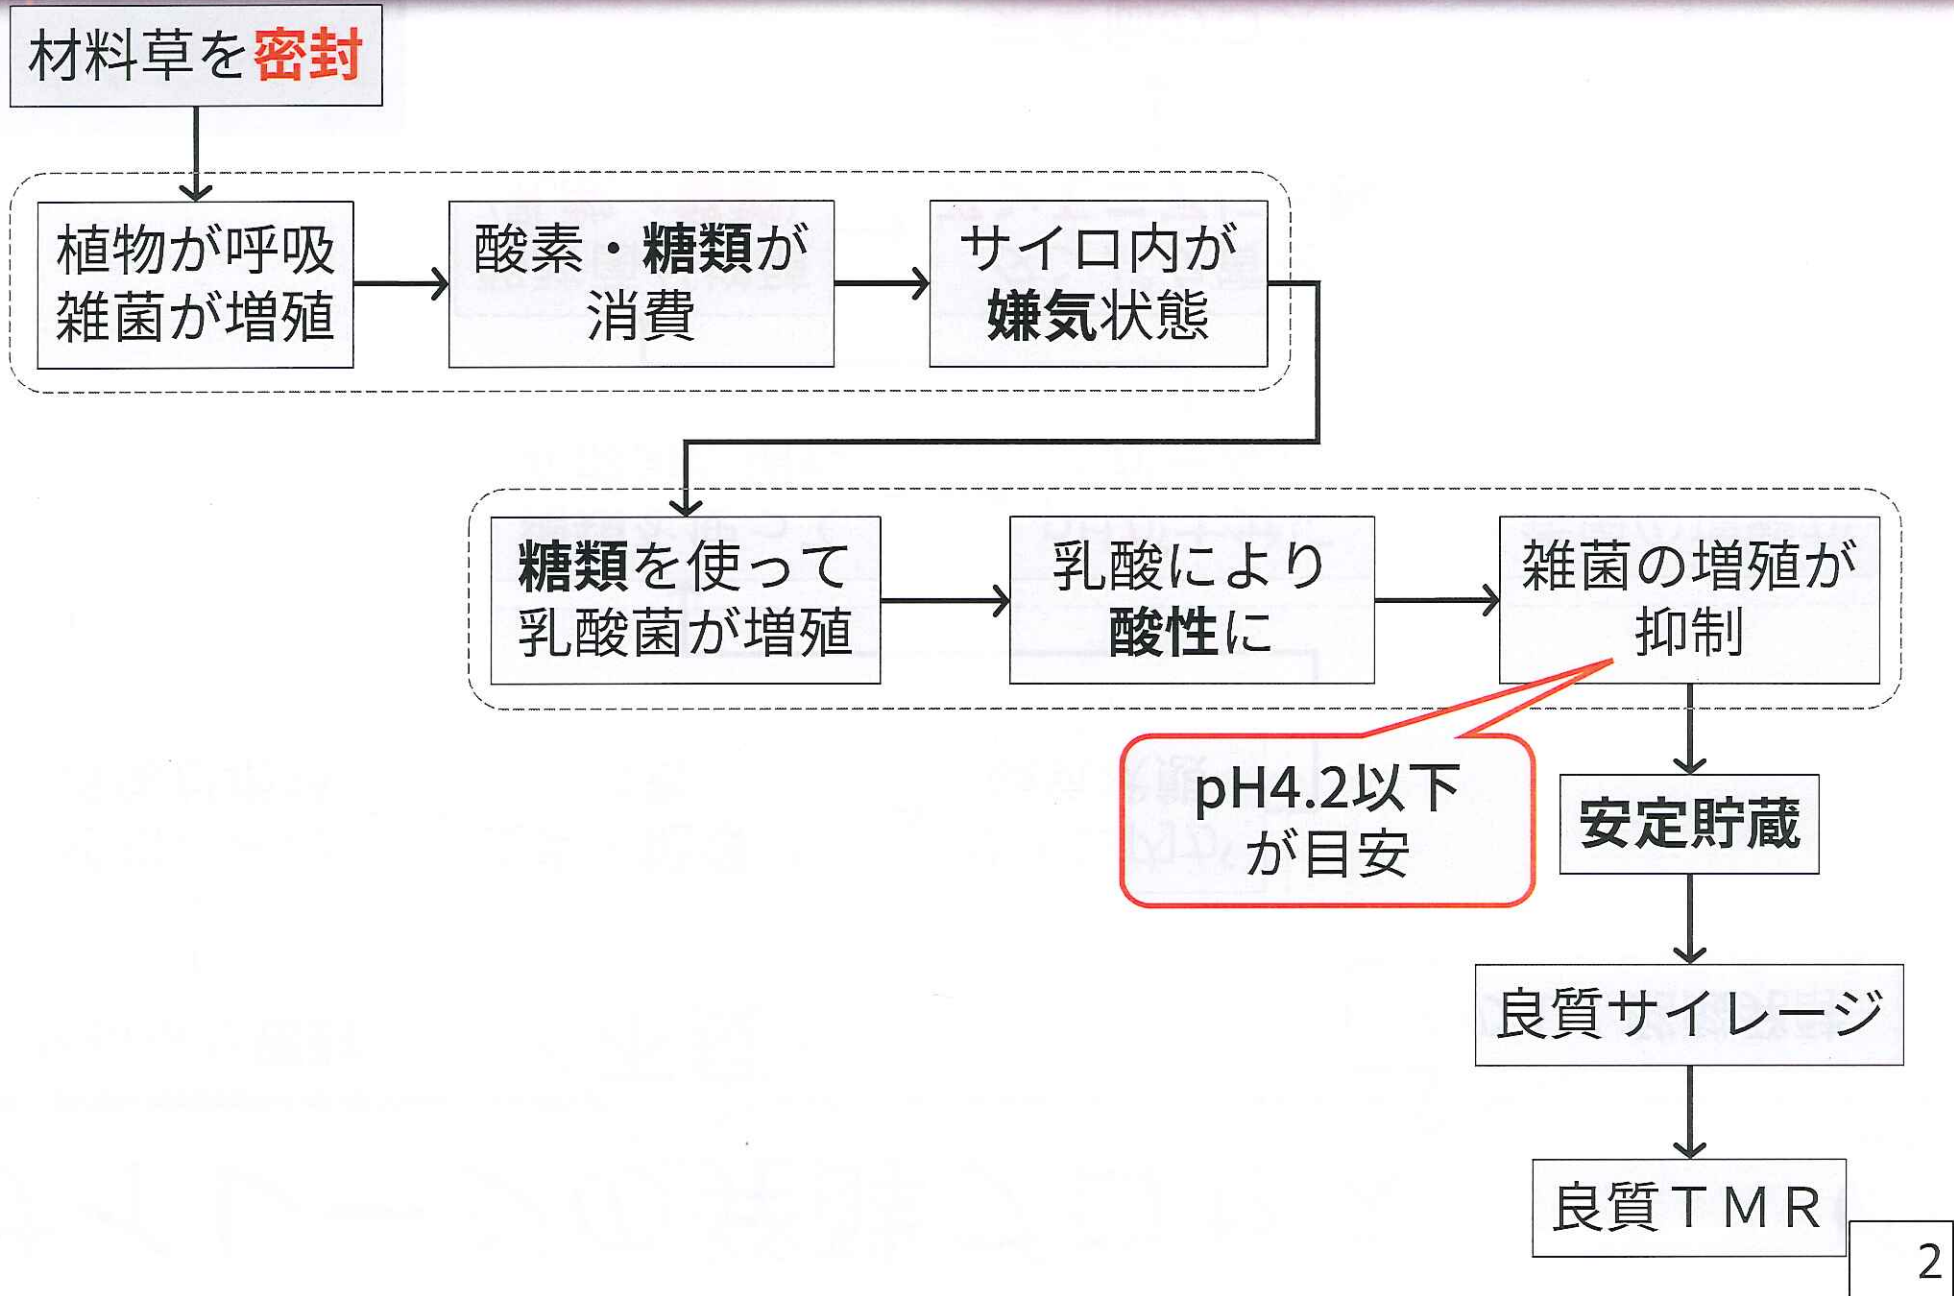 材料草を密封
植物が呼吸
雑菌が増殖
酸素・糖類が
消費
サイロ内が
嫌気状態
糖類を使って
乳酸菌が増殖
乳酸により
酸性に
雑菌の増殖が
抑制
pH4.2以下
が目安
安定貯蔵
良質サイレージ
良質ＴＭＲ
2